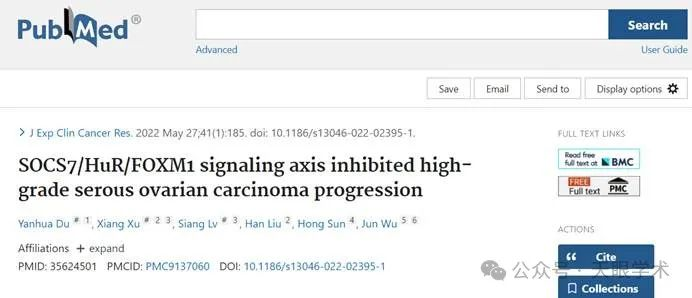 PubMed®
Search
Advanced
User Guide
Save Email Send to Display options
> J Exp Clin Cancer Res. 2022 May 27;41(1):185. doi: 10.1186/s13046-022-02395-1.
SOCS7/HuR/FOXM1 signaling axis inhibited high-
grade serous ovarian carcinoma progression
Yanhua Du # 1, Xiang Xu # 2 3, Siang Lv # 3, Han Liu 2, Hong Sun 4, Jun Wu 5 6
Affiliations + expand
PMID: 35624501 PMCID: PMC9137060 DOI: 10.1186/s13046-022-02395-1
FULL TEXT LINKS
Read free
full text at BMC
FREE
Full text PMC
ACTIONS
Cite
Collections
公众号 · 天眼学术